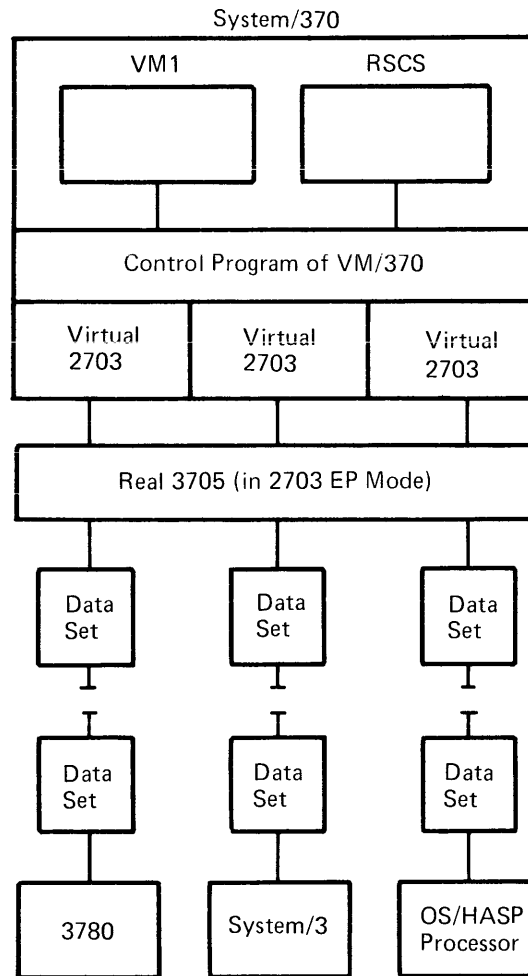 System/370
VM1
RSCS
Control Program of VM/370
Virtual
2703
Virtual
2703
Virtual
2703
Real 3705 (in 2703 EP Mode)
Data
Set
Data
Set
Data
Set
Data
Set
Data
Set
Data
Set
3780
System/3
OS/HASP
Processor